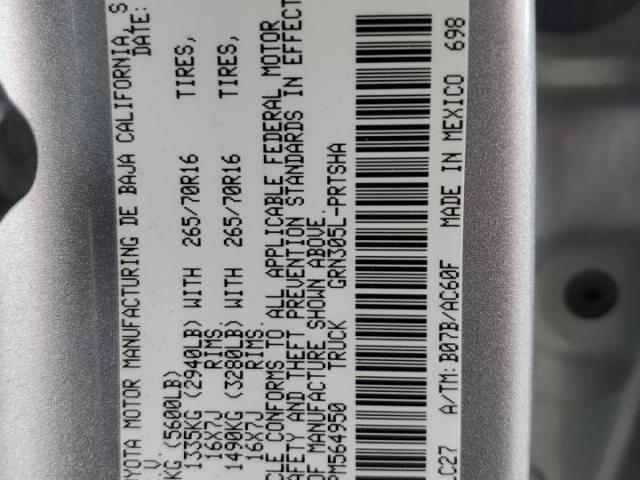 YOTA MOTOR MANUFACTURING DE BAJA CALIFORNIA, S
V. DATE:
KG (5600LB)
1335KG (2940LB) WITH 265/70R16 TIRES,
16X7J RIMS,
1490KG (3280LB) WITH 265/70R16 TIRES,
16X7J RIMS.
CLE CONFORMS TO ALL APPLICABLE FEDERAL MOTOR
AFETY AND THEFT PREVENTION STANDARDS IN EFFECT
OF MANUFACTURE SHOWN ABOVE.
PM564950 TRUCK GRN305L-PRTSHA
LC27 A/TM: B07B/AC60F MADE IN MEXICO 698